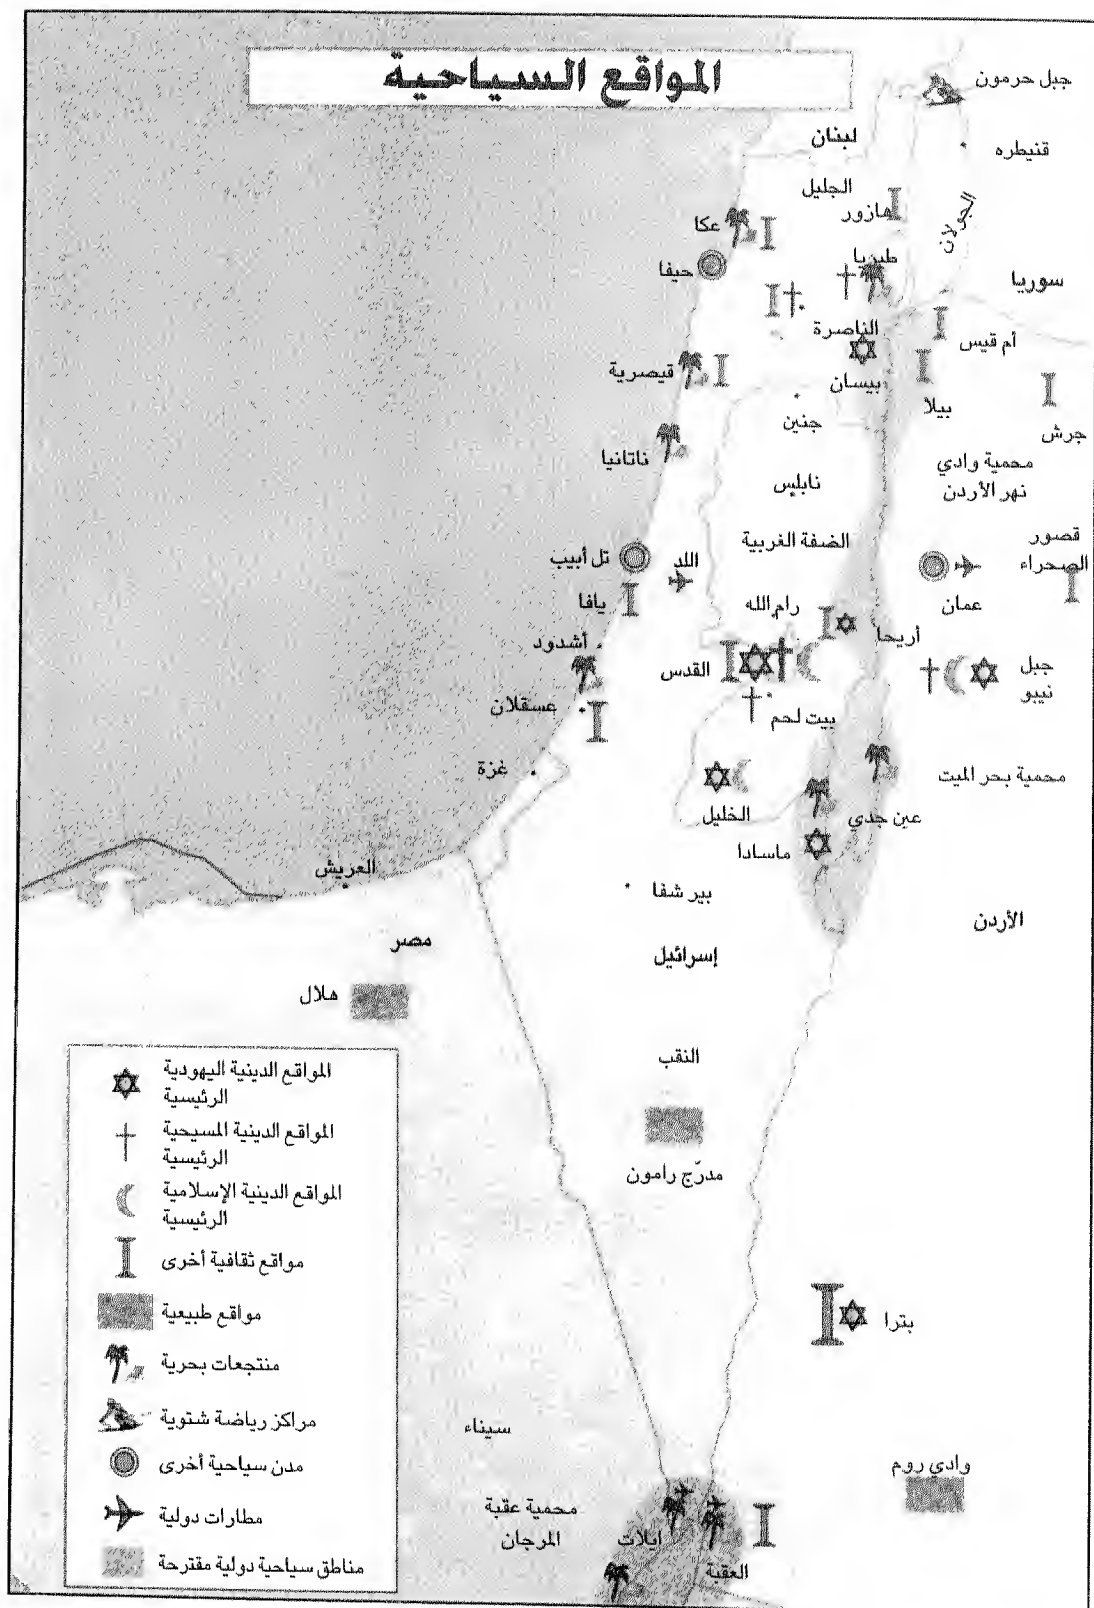 المواقع السياحية
جبل حرمون
لبنان
قنيطره
الجليل
هازور
الجولان
عكا
طبريا
حيفا
سوريا
الناصرة
أم قيس
قيصرية
بيسان
بيلا
جنين
جرش
ناتانيا
محمية وادي
نهر الأردن
نابلس
الضفة الغربية
قصور
الصحراء
تل أبيب
اللد
عمان
يافا
رام الله
أريحا
أشدود
القدس
جبل
نيبو
عسقلان
بيت لحم
غزة
محمية بحر الميت
الخليل
عين جدي
ماسادا
العريش
بير شفا
الأردن
مصر
إسرائيل
هلال
النقب
مدرّج رامون
بترا
سيناء
وادي روم
محمية عقبة
المرجان
ايلات
العقبة
المواقع الدينية اليهودية
الرئيسية
المواقع الدينية المسيحية
الرئيسية
المواقع الدينية الإسلامية
الرئيسية
مواقع ثقافية أخرى
مواقع طبيعية
منتجعات بحرية
مراكز رياضة شتوية
مدن سياحية أخرى
مطارات دولية
مناطق سياحية دولية مقترحة